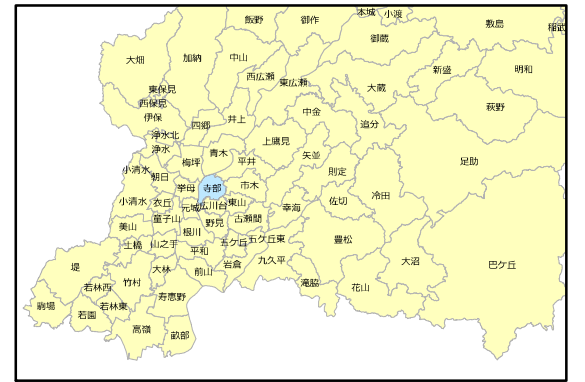 本城
小渡
飯野
御作
敷島
稲武
御蔵
大畑
加納
中山
新盛
明和
西広瀬
東広瀬
大蔵
東保見
西保見
萩野
伊保
井上
中金
四郷
追分
浄水北
上鷹見
浄水
青木
矢並
梅坪
平井
足助
小清水
朝日
則定
挙母
寺部
市木
冷田
小清水
衣丘
元城
広川台
東山
幸海
佐切
童子山
野見
古瀬間
美山
根川
土橋
山之手
五ケ丘
五ケ丘東
豊松
平和
堤
大林
前山
岩倉
九久平
大沼
巴ケ丘
竹村
若林西
滝脇
花山
寿恵野
駒場
若林東
若園
高嶺
畝部